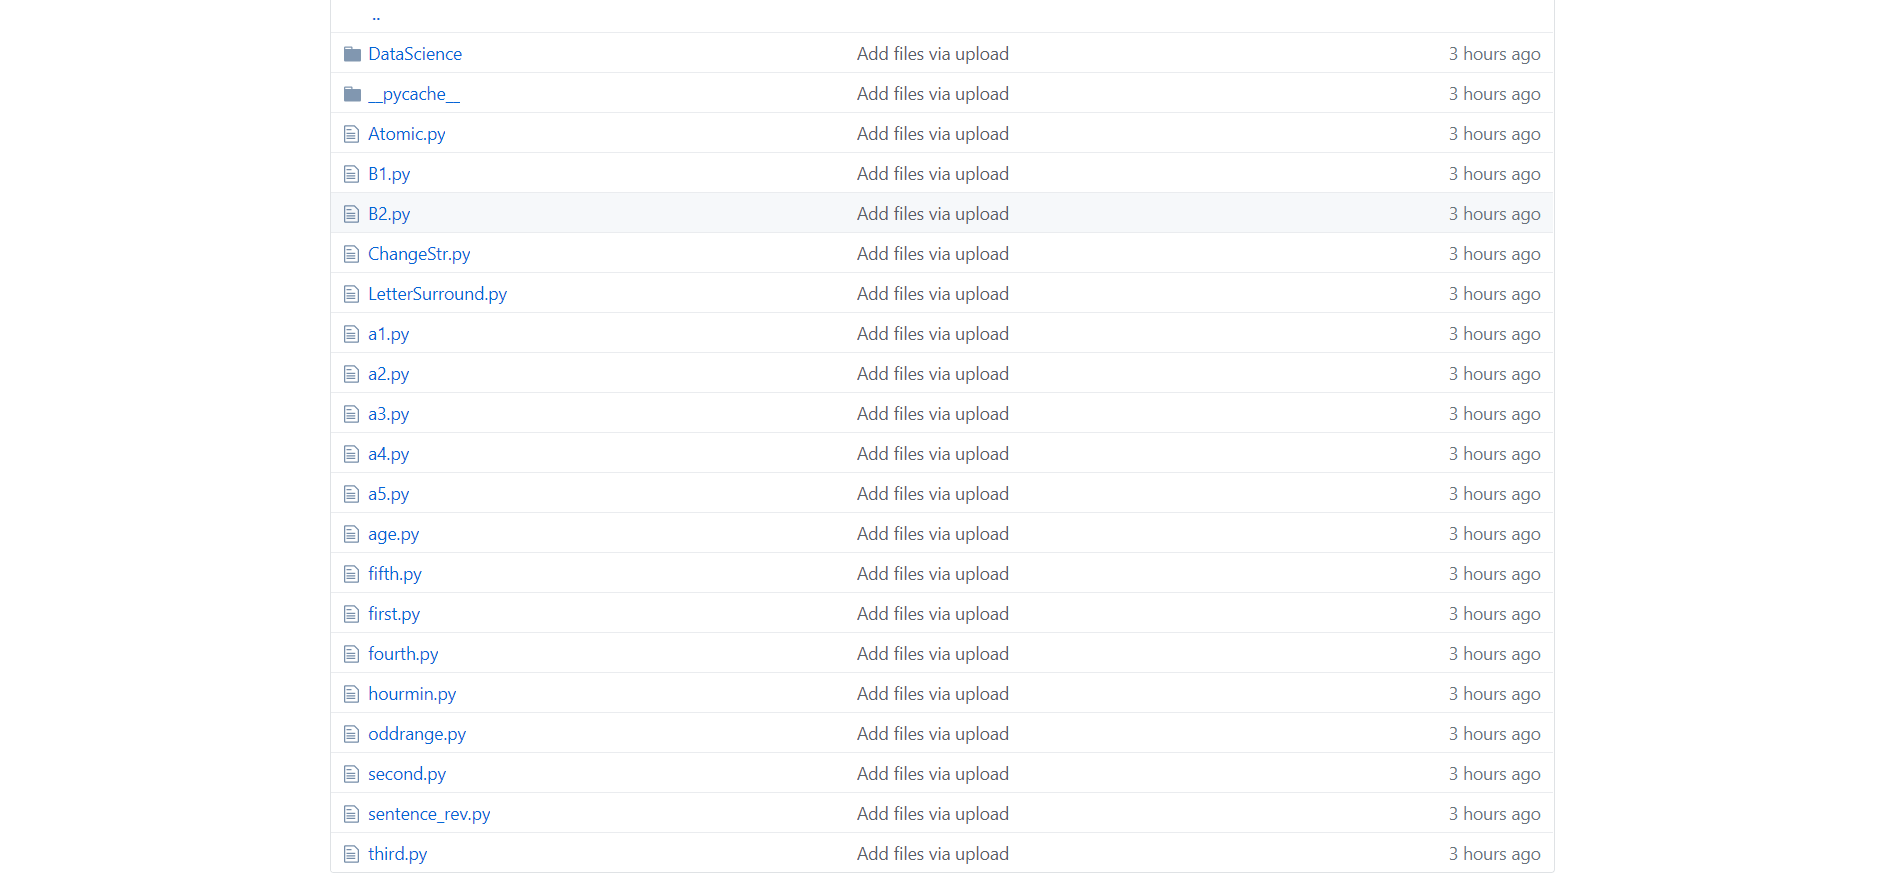 ..
DataScience Add files via upload 3 hours ago
__pycache__ Add files via upload 3 hours ago
Atomic.py Add files via upload 3 hours ago
B1.py Add files via upload 3 hours ago
B2.py Add files via upload 3 hours ago
ChangeStr.py Add files via upload 3 hours ago
LetterSurround.py Add files via upload 3 hours ago
a1.py Add files via upload 3 hours ago
a2.py Add files via upload 3 hours ago
a3.py Add files via upload 3 hours ago
a4.py Add files via upload 3 hours ago
a5.py Add files via upload 3 hours ago
age.py Add files via upload 3 hours ago
fifth.py Add files via upload 3 hours ago
first.py Add files via upload 3 hours ago
fourth.py Add files via upload 3 hours ago
hourmin.py Add files via upload 3 hours ago
oddrange.py Add files via upload 3 hours ago
second.py Add files via upload 3 hours ago
sentence_rev.py Add files via upload 3 hours ago
third.py Add files via upload 3 hours ago